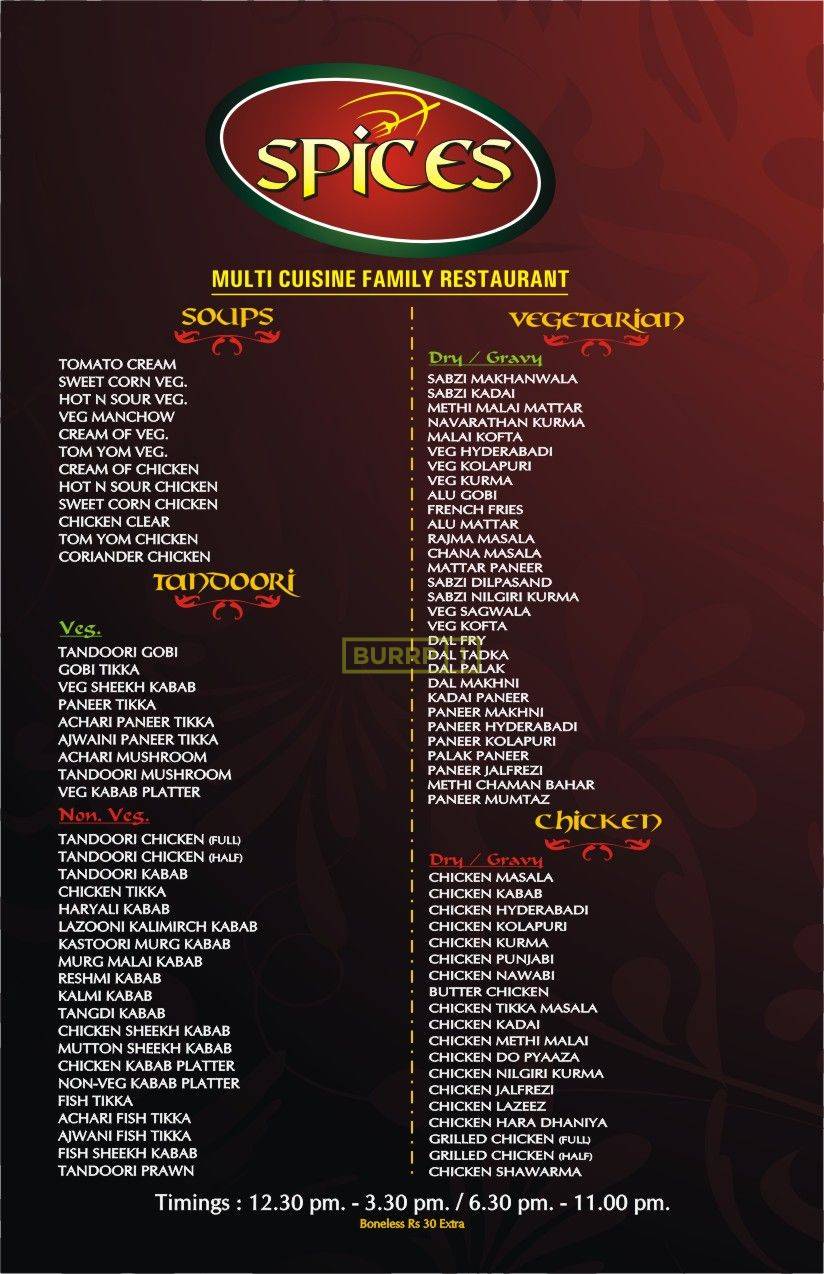 SPICES
MULTI CUISINE FAMILY RESTAURANT
SOUPS
TOMATO CREAM
SWEET CORN VEG.
HOT N SOUR VEG.
VEG MANCHOW
CREAM OF VEG.
TOM YOM VEG.
CREAM OF CHICKEN
HOT N SOUR CHICKEN
SWEET CORN CHICKEN
CHICKEN CLEAR
TOM YOM CHICKEN
CORIANDER CHICKEN
TANDOORI
Veg.
TANDOORI GOBI
GOBI TIKKA
VEG SHEEKH KABAB
PANEER TIKKA
ACHARI PANEER TIKKA
AJWAINI PANEER TIKKA
ACHARI MUSHROOM
TANDOORI MUSHROOM
VEG KABAB PLATTER
Non. Veg.
TANDOORI CHICKEN (FULL)
TANDOORI CHICKEN (HALF)
TANDOORI KABAB
CHICKEN TIKKA
HARYALI KABAB
LAZOONI KALIMIRCH KABAB
KASTOORI MURG KABAB
MURG MALAI KABAB
RESHMI KABAB
KALMI KABAB
TANGDI KABAB
CHICKEN SHEEKH KABAB
MUTTON SHEEKH KABAB
CHICKEN KABAB PLATTER
NON-VEG KABAB PLATTER
FISH TIKKA
ACHARI FISH TIKKA
AJWANI FISH TIKKA
FISH SHEEKH KABAB
TANDOORI PRAWN
VEGETARIAN
Dry / Gravy
SABZI MAKHANWALA
SABZI KADAI
METHI MALAI MATTAR
NAVARATHAN KURMA
MALAI KOFTA
VEG HYDERABADI
VEG KOLAPURI
VEG KURMA
ALU GOBI
FRENCH FRIES
ALU MATTAR
RAJMA MASALA
CHANA MASALA
MATTAR PANEER
SABZI DILPASAND
SABZI NILGIRI KURMA
VEG SAGWALA
VEG KOFTA
DAL FRY
DAL TADKA
DAL PALAK
DAL MAKHNI
KADAI PANEER
PANEER MAKHNI
PANEER HYDERABADI
PANEER KOLAPURI
PALAK PANEER
PANEER JALFREZI
METHI CHAMAN BAHAR
PANEER MUMTAZ
CHICKEN
Dry / Gravy
CHICKEN MASALA
CHICKEN KABAB
CHICKEN HYDERABADI
CHICKEN KOLAPURI
CHICKEN KURMA
CHICKEN PUNJABI
CHICKEN NAWABI
BUTTER CHICKEN
CHICKEN TIKKA MASALA
CHICKEN KADAI
CHICKEN METHI MALAI
CHICKEN DO PYAAZA
CHICKEN NILGIRI KURMA
CHICKEN JALFREZI
CHICKEN LAZEEZ
CHICKEN HARA DHANIYA
GRILLED CHICKEN (FULL)
GRILLED CHICKEN (HALF)
CHICKEN SHAWARMA
Timings : 12.30 pm. - 3.30 pm. / 6.30 pm. - 11.00 pm.
Boneless Rs 30 Extra